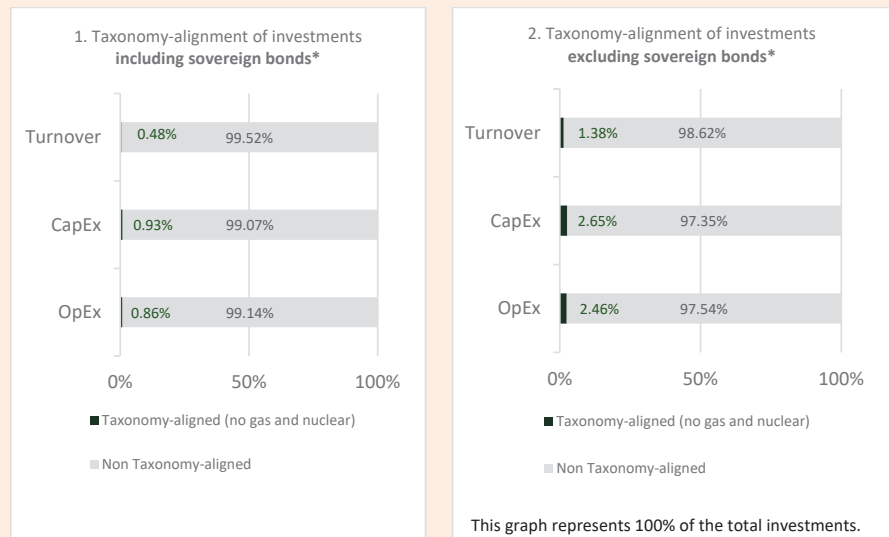 1. Taxonomy-alignment of investments
including sovereign bonds*
Turnover 0.48% 99.52%
CapEx 0.93% 99.07%
OpEx 0.86% 99.14%
0% 50% 100%
Taxonomy-aligned (no gas and nuclear)
Non Taxonomy-aligned
2. Taxonomy-alignment of investments
excluding sovereign bonds*
Turnover 1.38% 98.62%
CapEx 2.65% 97.35%
OpEx 2.46% 97.54%
0% 50% 100%
Taxonomy-aligned (no gas and nuclear)
Non Taxonomy-aligned
This graph represents 100% of the total investments.